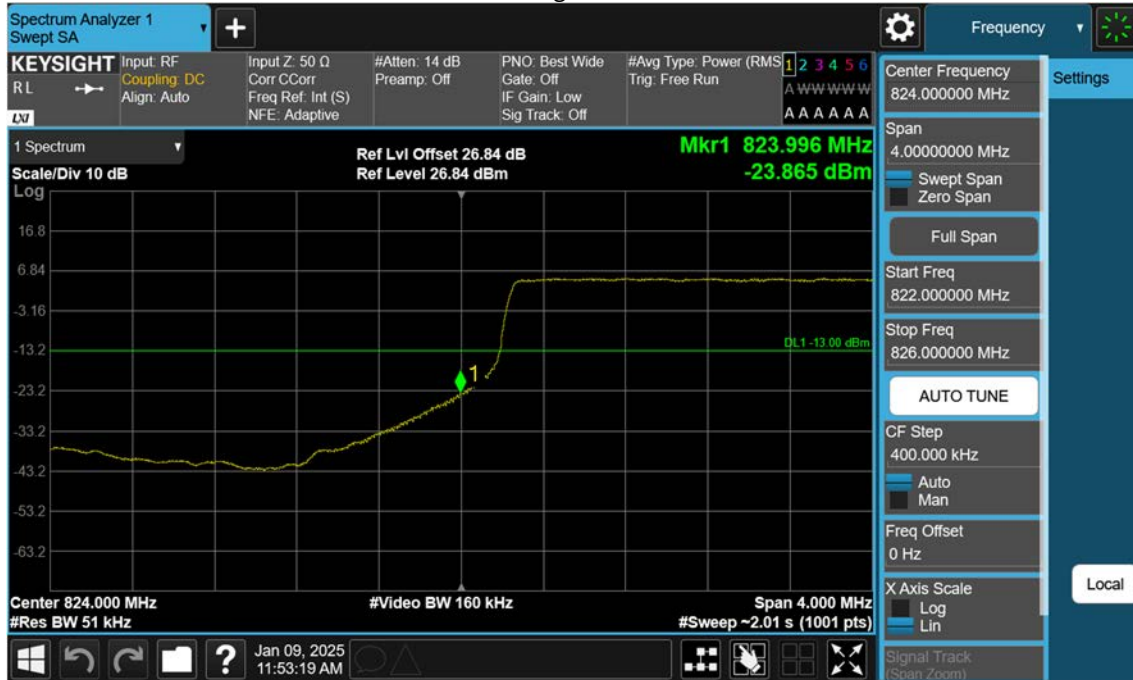 Spectrum Analyzer 1
Swept SA
+
Frequency
KEYSIGHT
R L
LXI
Input: RF
Coupling: DC
Align: Auto
Input Z: 50 Ω
Corr CCorr
Freq Ref: Int (S)
NFE: Adaptive
#Atten: 14 dB
Preamp: Off
PNO: Best Wide
Gate: Off
IF Gain: Low
Sig Track: Off
#Avg Type: Power (RMS
Trig: Free Run
1 2 3 4 5 6
A W W W W W
A A A A A A
1 Spectrum
Scale/Div 10 dB
Log
Ref Lvl Offset 26.84 dB
Ref Level 26.84 dBm
Mkr1 823.996 MHz
-23.865 dBm
16.8
6.84
-3.16
-13.2
-23.2
-33.2
-43.2
-53.2
-63.2
DL1 -13.00 dBm
1
Center 824.000 MHz
#Res BW 51 kHz
#Video BW 160 kHz
Span 4.000 MHz
#Sweep ~2.01 s (1001 pts)
Center Frequency
824.000000 MHz
Span
4.00000000 MHz
Swept Span
Zero Span
Full Span
Start Freq
822.000000 MHz
Stop Freq
826.000000 MHz
AUTO TUNE
CF Step
400.000 kHz
Auto
Man
Freq Offset
0 Hz
X Axis Scale
Log
Lin
Signal Track
(Span Zoom)
Settings
Local
?
Jan 09, 2025
11:53:19 AM